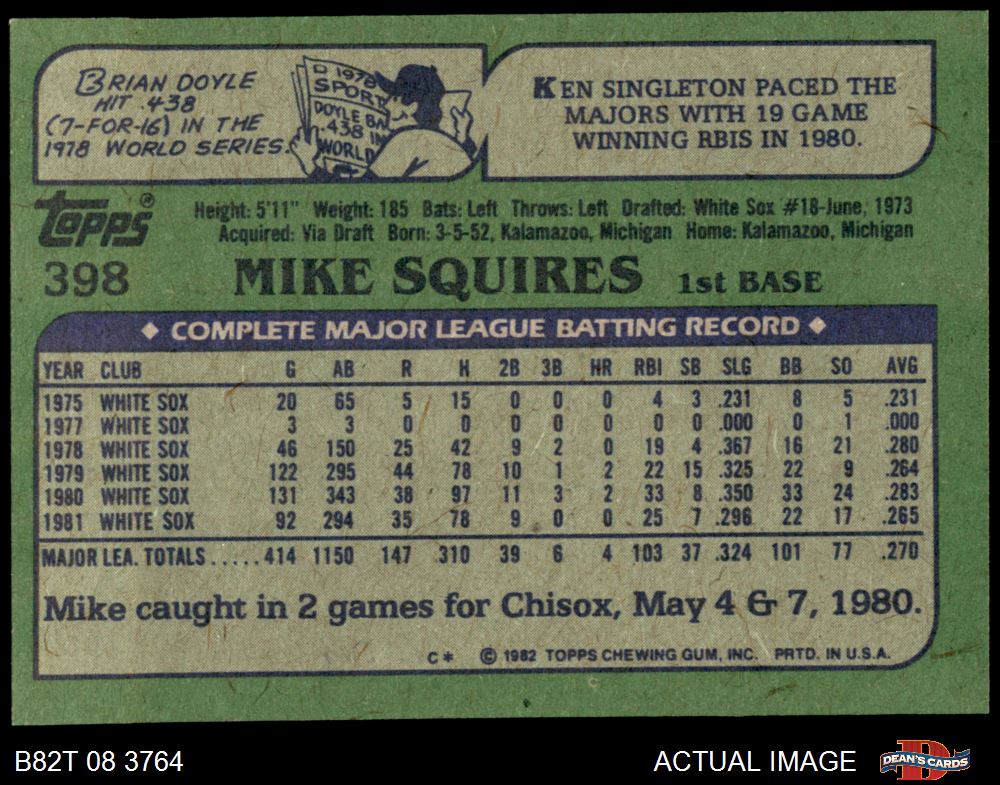 BRIAN DOYLE
HIT .438
(7-FOR-16) IN THE
1978 WORLD SERIES.
1978
SPORT
DOYLE BA
.438 IN
WORLD
KEN SINGLETON PACED THE
MAJORS WITH 19 GAME
WINNING RBIS IN 1980.
Topps®
Height: 5'11" Weight: 185 Bats: Left Throws: Left Drafted: White Sox #18-June, 1973
Acquired: Via Draft Born: 3-5-52, Kalamazoo, Michigan Home: Kalamazoo, Michigan
398 MIKE SQUIRES 1st BASE
◆ COMPLETE MAJOR LEAGUE BATTING RECORD ◆
YEAR CLUB G AB R H 2B 3B HR RBI SB SLG BB SO AVG
1975 WHITE SOX 20 65 5 15 0 0 0 4 3 .231 8 5 .231
1977 WHITE SOX 3 3 0 0 0 0 0 0 0 .000 0 1 .000
1978 WHITE SOX 46 150 25 42 9 2 0 19 4 .367 16 21 .280
1979 WHITE SOX 122 295 44 78 10 1 2 22 15 .325 22 9 .264
1980 WHITE SOX 131 343 38 97 11 3 2 33 8 .350 33 24 .283
1981 WHITE SOX 92 294 35 78 9 0 0 25 7 .296 22 17 .265
MAJOR LEA. TOTALS.....414 1150 147 310 39 6 4 103 37 .324 101 77 .270
Mike caught in 2 games for Chisox, May 4 & 7, 1980.
C* © 1982 TOPPS CHEWING GUM, INC. PRTD. IN U.S.A.
B82T 08 3764 ACTUAL IMAGE D DEAN'S CARDS